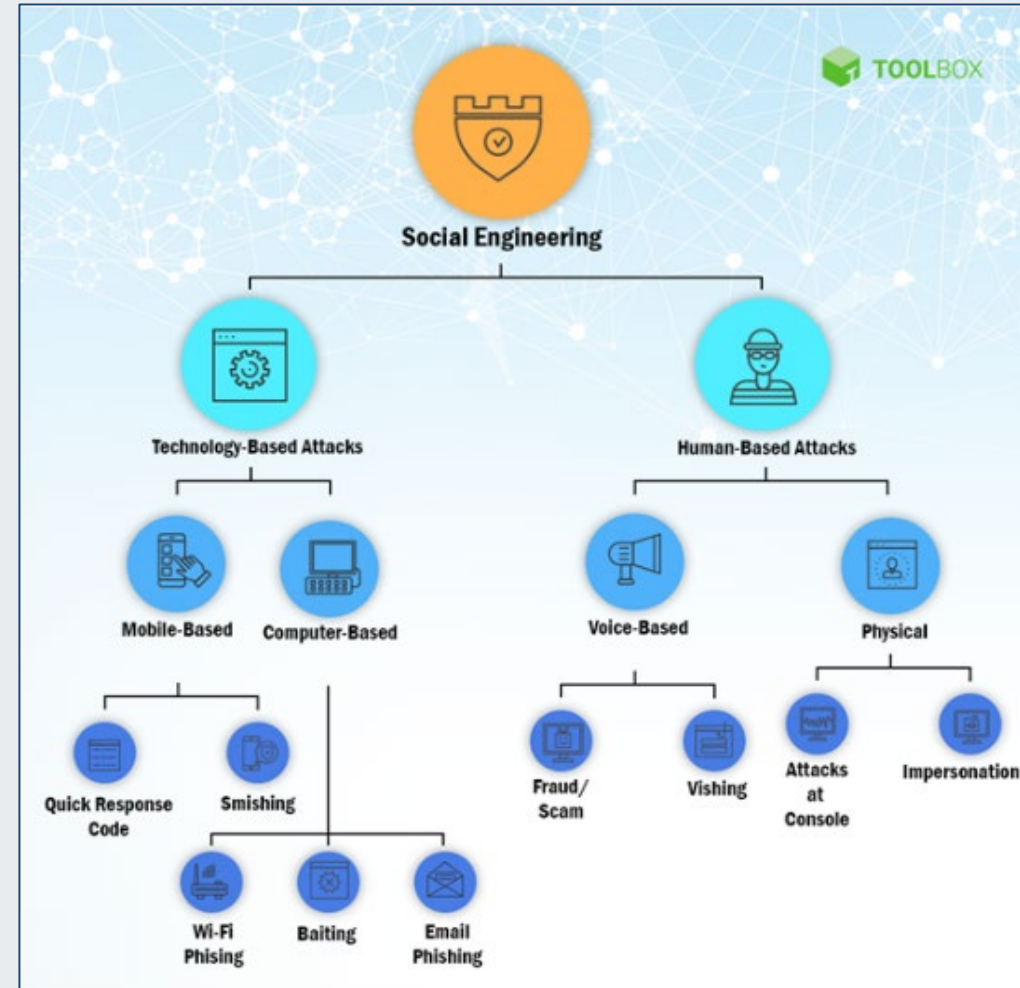 TOOLBOX
Social Engineering
Technology-Based Attacks
Human-Based Attacks
Mobile-Based
Computer-Based
Voice-Based
Physical
Quick Response
Code
Smishing
Fraud/
Scam
Vishing
Attacks
at
Console
Impersonation
Wi-Fi
Phising
Baiting
Email
Phishing